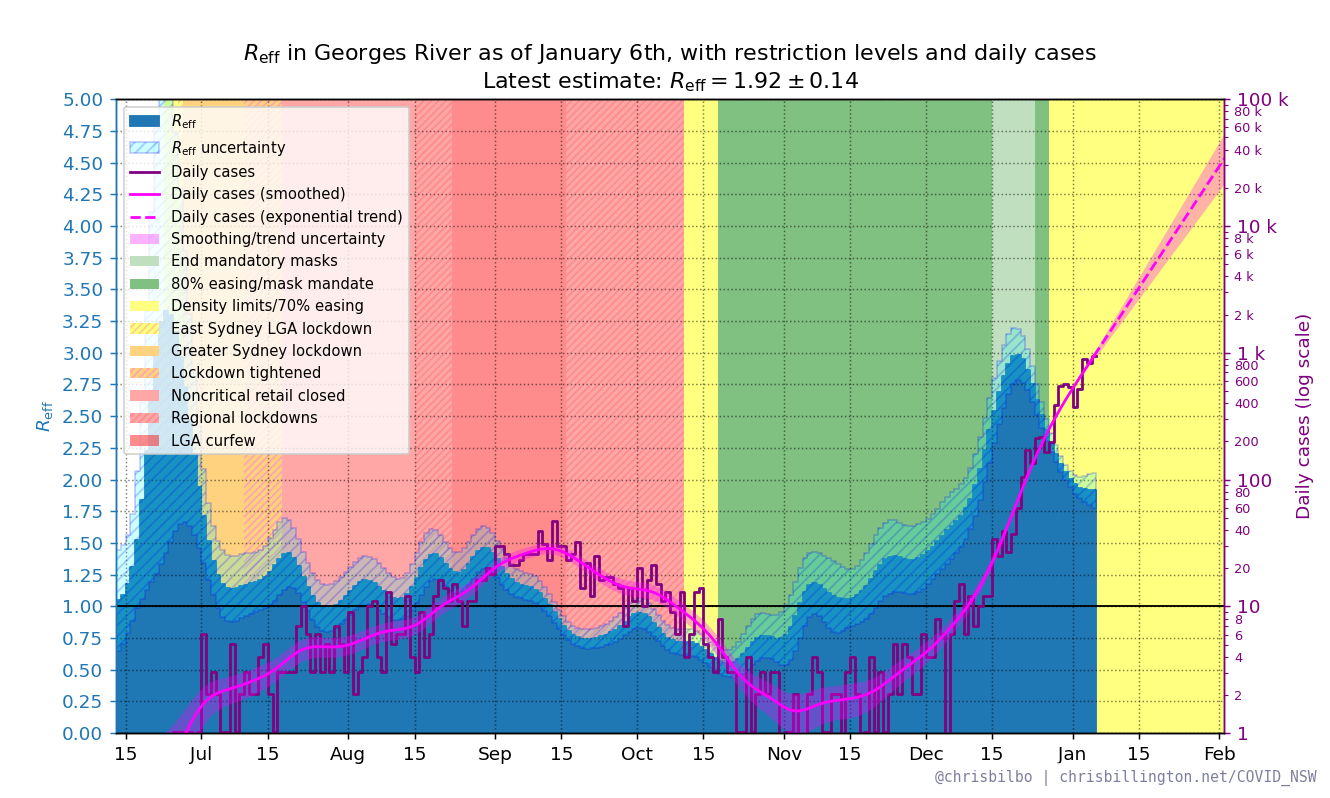 R_eff in Georges River as of January 6th, with restriction levels and daily cases
Latest estimate: R_eff = 1.92 ± 0.14
5.00
4.75
4.50
4.25
4.00
3.75
3.50
3.25
3.00
2.75
2.50
2.25
2.00
1.75
1.50
1.25
1.00
0.75
0.50
0.25
0.00
R_eff
R_eff
R_eff uncertainty
Daily cases
Daily cases (smoothed)
Daily cases (exponential trend)
Smoothing/trend uncertainty
End mandatory masks
80% easing/mask mandate
Density limits/70% easing
East Sydney LGA lockdown
Greater Sydney lockdown
Lockdown tightened
Noncritical retail closed
Regional lockdowns
LGA curfew
100 k
80 k
60 k
40 k
20 k
10 k
8 k
6 k
4 k
2 k
1 k
800
600
400
200
100
80
60
40
20
10
8
6
4
2
1
Daily cases (log scale)
15 Jul 15 Aug 15 Sep 15 Oct 15 Nov 15 Dec 15 Jan 15 Feb
@chrisbilbo | chrisbillington.net/COVID_NSW